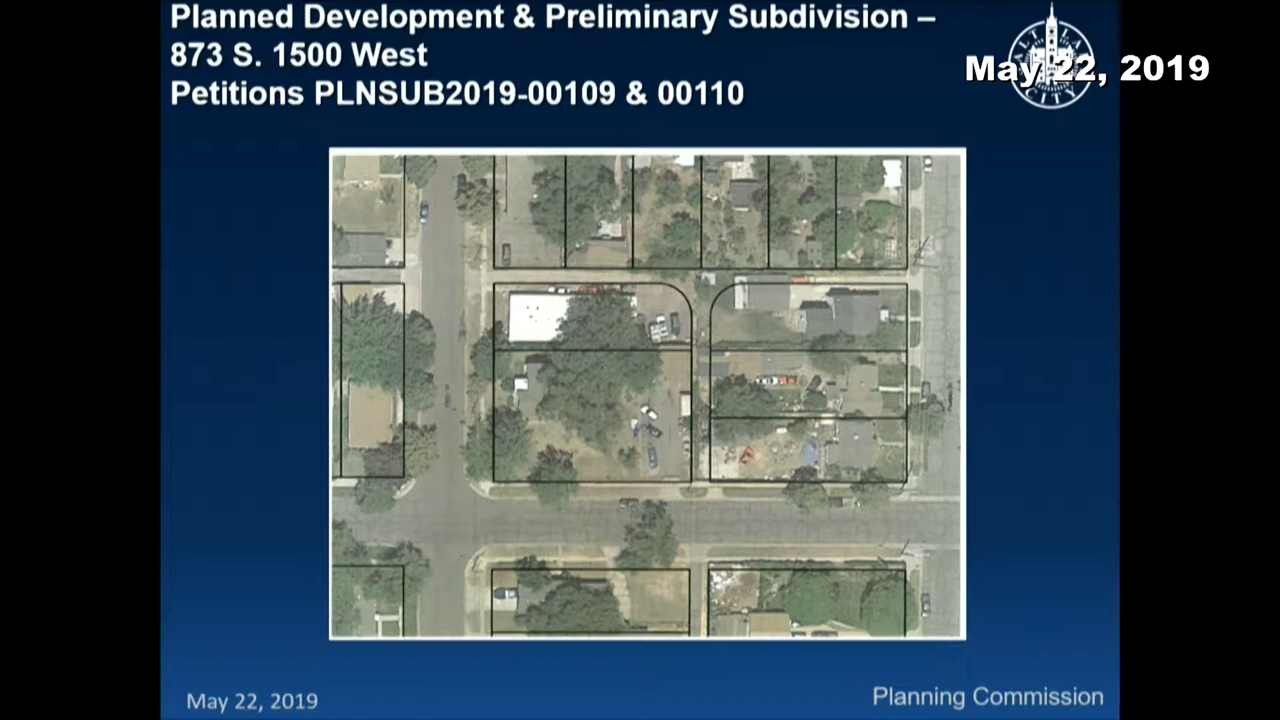 Planned Development & Preliminary Subdivision –
873 S. 1500 West
Petitions PLNSUB2019-00109 & 00110
May 22, 2019
CITY
May 22, 2019
Planning Commission